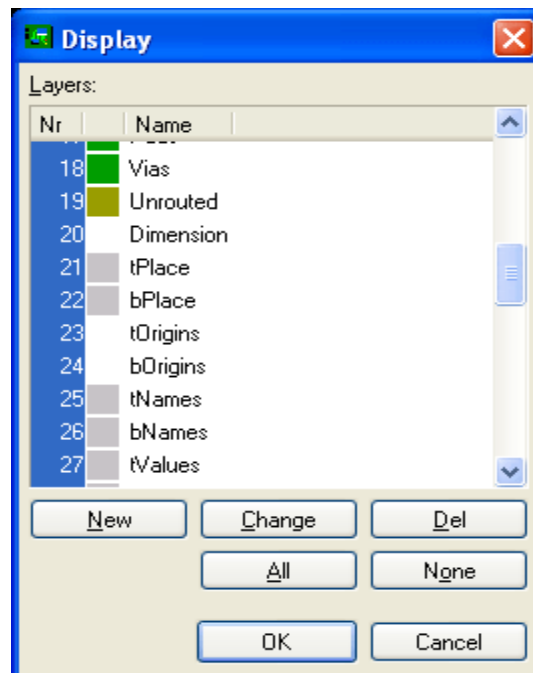 Display
Layers:
Nr Name
18 Vias
19 Unrouted
20 Dimension
21 tPlace
22 bPlace
23 tOrigins
24 bOrigins
25 tNames
26 bNames
27 tValues
New Change Del
All None
OK Cancel